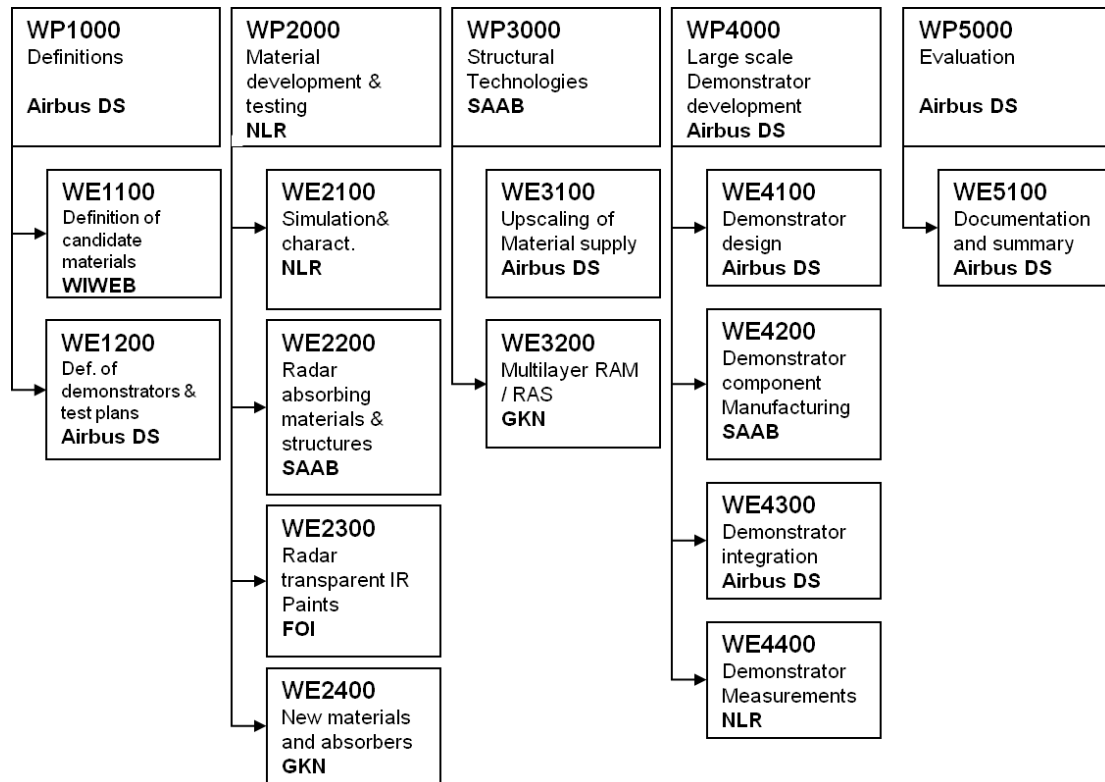 WP1000
Definitions
Airbus DS
WE1100
Definition of
candidate
materials
WIWEB
WE1200
Def. of
demonstrators &
test plans
Airbus DS
WP2000
Material
development &
testing
NLR
WE2100
Simulation&
charact.
NLR
WE2200
Radar
absorbing
materials &
structures
SAAB
WE2300
Radar
transparent IR
Paints
FOI
WE2400
New materials
and absorbers
GKN
WP3000
Structural
Technologies
SAAB
WE3100
Upscaling of
Material supply
Airbus DS
WE3200
Multilayer RAM
/ RAS
GKN
WP4000
Large scale
Demonstrator
development
Airbus DS
WE4100
Demonstrator
design
Airbus DS
WE4200
Demonstrator
component
Manufacturing
SAAB
WE4300
Demonstrator
integration
Airbus DS
WE4400
Demonstrator
Measurements
NLR
WP5000
Evaluation
Airbus DS
WE5100
Documentation
and summary
Airbus DS